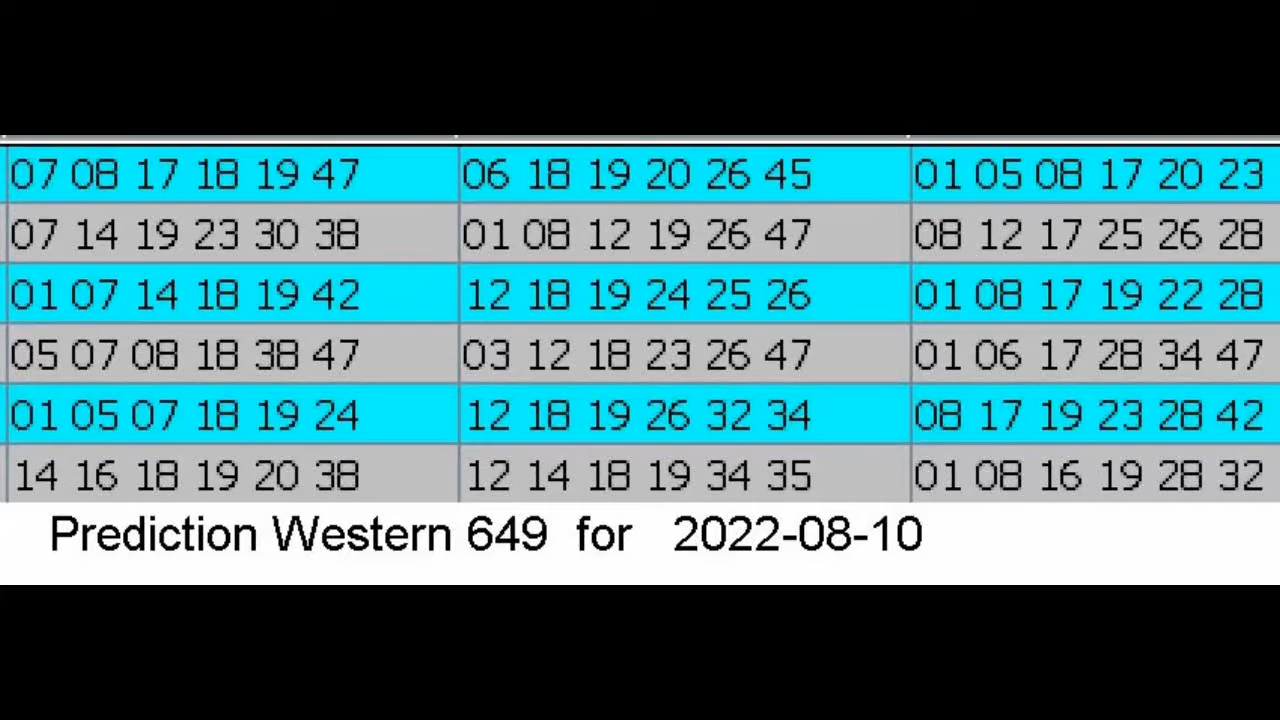 07 08 17 18 19 47 06 18 19 20 26 45 01 05 08 17 20 23
07 14 19 23 30 38 01 08 12 19 26 47 08 12 17 25 26 28
01 07 14 18 19 42 12 18 19 24 25 26 01 08 17 19 22 28
05 07 08 18 38 47 03 12 18 23 26 47 01 06 17 28 34 47
01 05 07 18 19 24 12 18 19 26 32 34 08 17 19 23 28 42
14 16 18 19 20 38 12 14 18 19 34 35 01 08 16 19 28 32
Prediction Western 649 for 2022-08-10